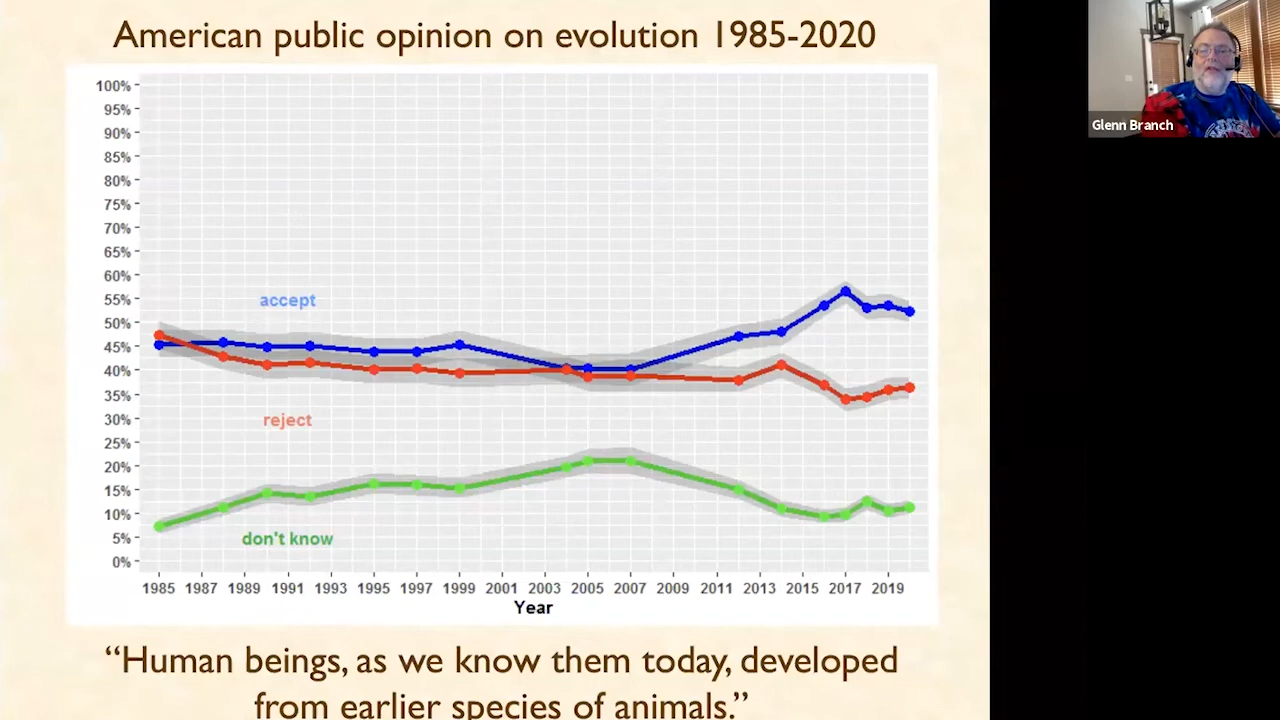 American public opinion on evolution 1985-2020
100%
95%
90%
85%
80%
75%
70%
65%
60%
55%
50%
45%
40%
35%
30%
25%
20%
15%
10%
5%
0%
accept
reject
don't know
1985 1987 1989 1991 1993 1995 1997 1999 2001 2003 2005 2007 2009 2011 2013 2015 2017 2019
Year
“Human beings, as we know them today, developed
from earlier species of animals.”
Glenn Branch